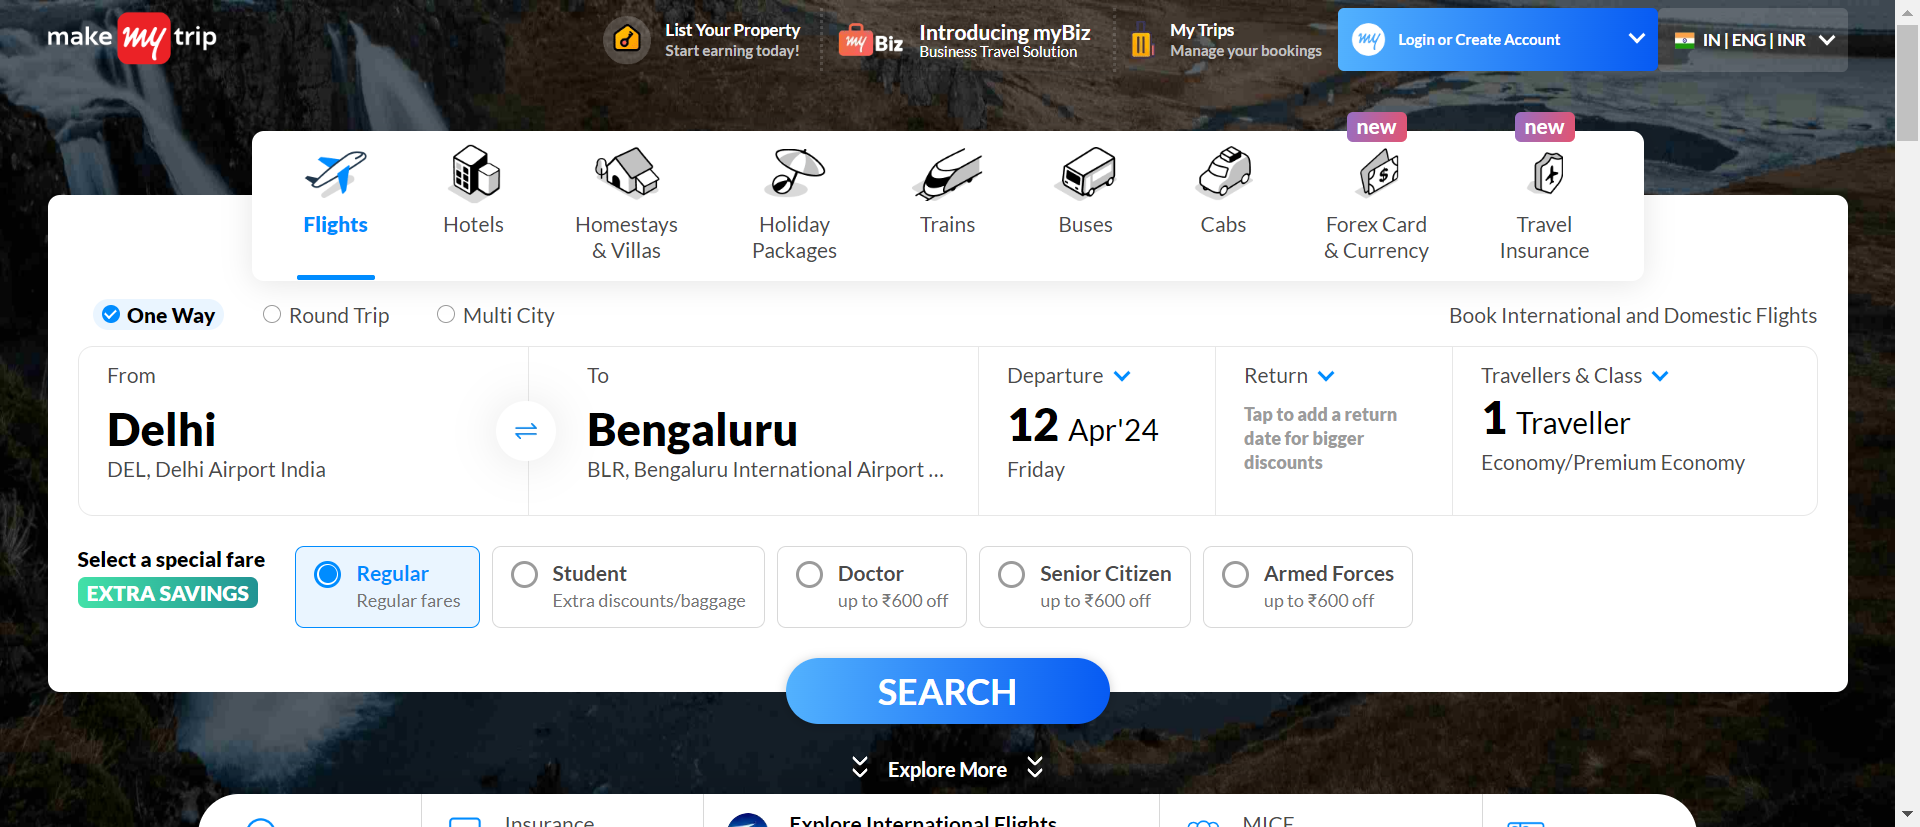 make my trip
List Your Property
Start earning today!
my Biz
Introducing myBiz
Business Travel Solution
My Trips
Manage your bookings
my
Login or Create Account
IN | ENG | INR
new
new
Flights
Hotels
Homestays
& Villas
Holiday
Packages
Trains
Buses
Cabs
Forex Card
& Currency
Travel
Insurance
One Way
Round Trip
Multi City
Book International and Domestic Flights
From
Delhi
DEL, Delhi Airport India
To
Bengaluru
BLR, Bengaluru International Airport ...
Departure
12 Apr'24
Friday
Return
Tap to add a return
date for bigger
discounts
Travellers & Class
1 Traveller
Economy/Premium Economy
Select a special fare
EXTRA SAVINGS
Regular
Regular fares
Student
Extra discounts/baggage
Doctor
up to ₹600 off
Senior Citizen
up to ₹600 off
Armed Forces
up to ₹600 off
SEARCH
Explore More
Insurance
Explore International Flights
MICE